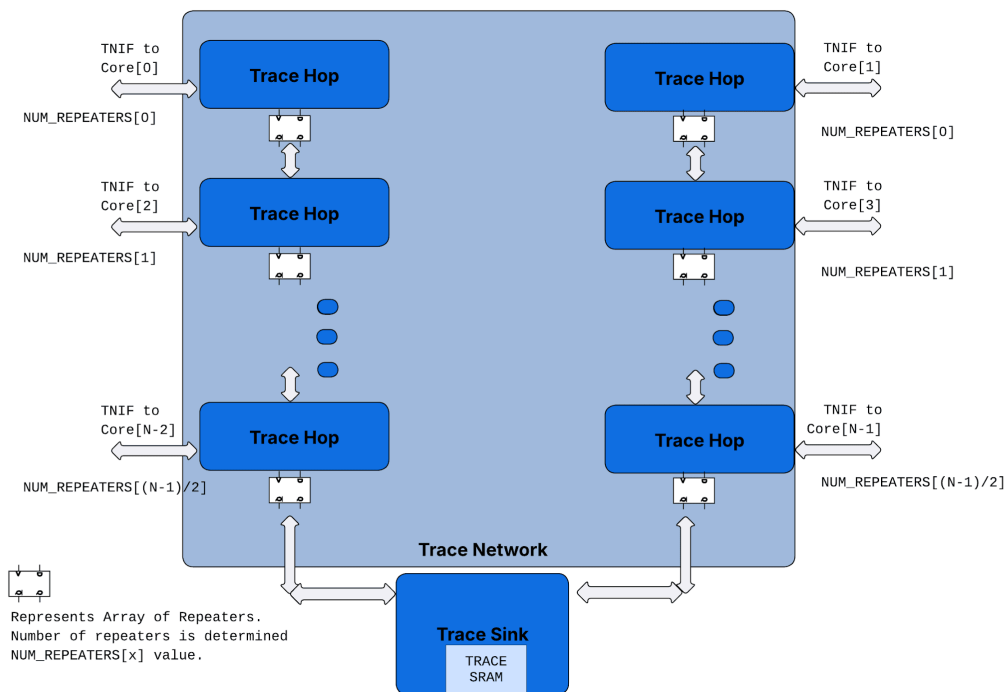 TNIF to
Core[0]
Trace Hop
Trace Hop
TNIF to
Core[1]
NUM_REPEATERS[0]
NUM_REPEATERS[0]
TNIF to
Core[2]
Trace Hop
Trace Hop
TNIF to
Core[3]
NUM_REPEATERS[1]
NUM_REPEATERS[1]
TNIF to
Core[N-2]
Trace Hop
Trace Hop
TNIF to
Core[N-1]
NUM_REPEATERS[(N-1)/2]
NUM_REPEATERS[(N-1)/2]
Trace Network
Represents Array of Repeaters.
Number of repeaters is determined
NUM_REPEATERS[x] value.
Trace Sink
TRACE
SRAM